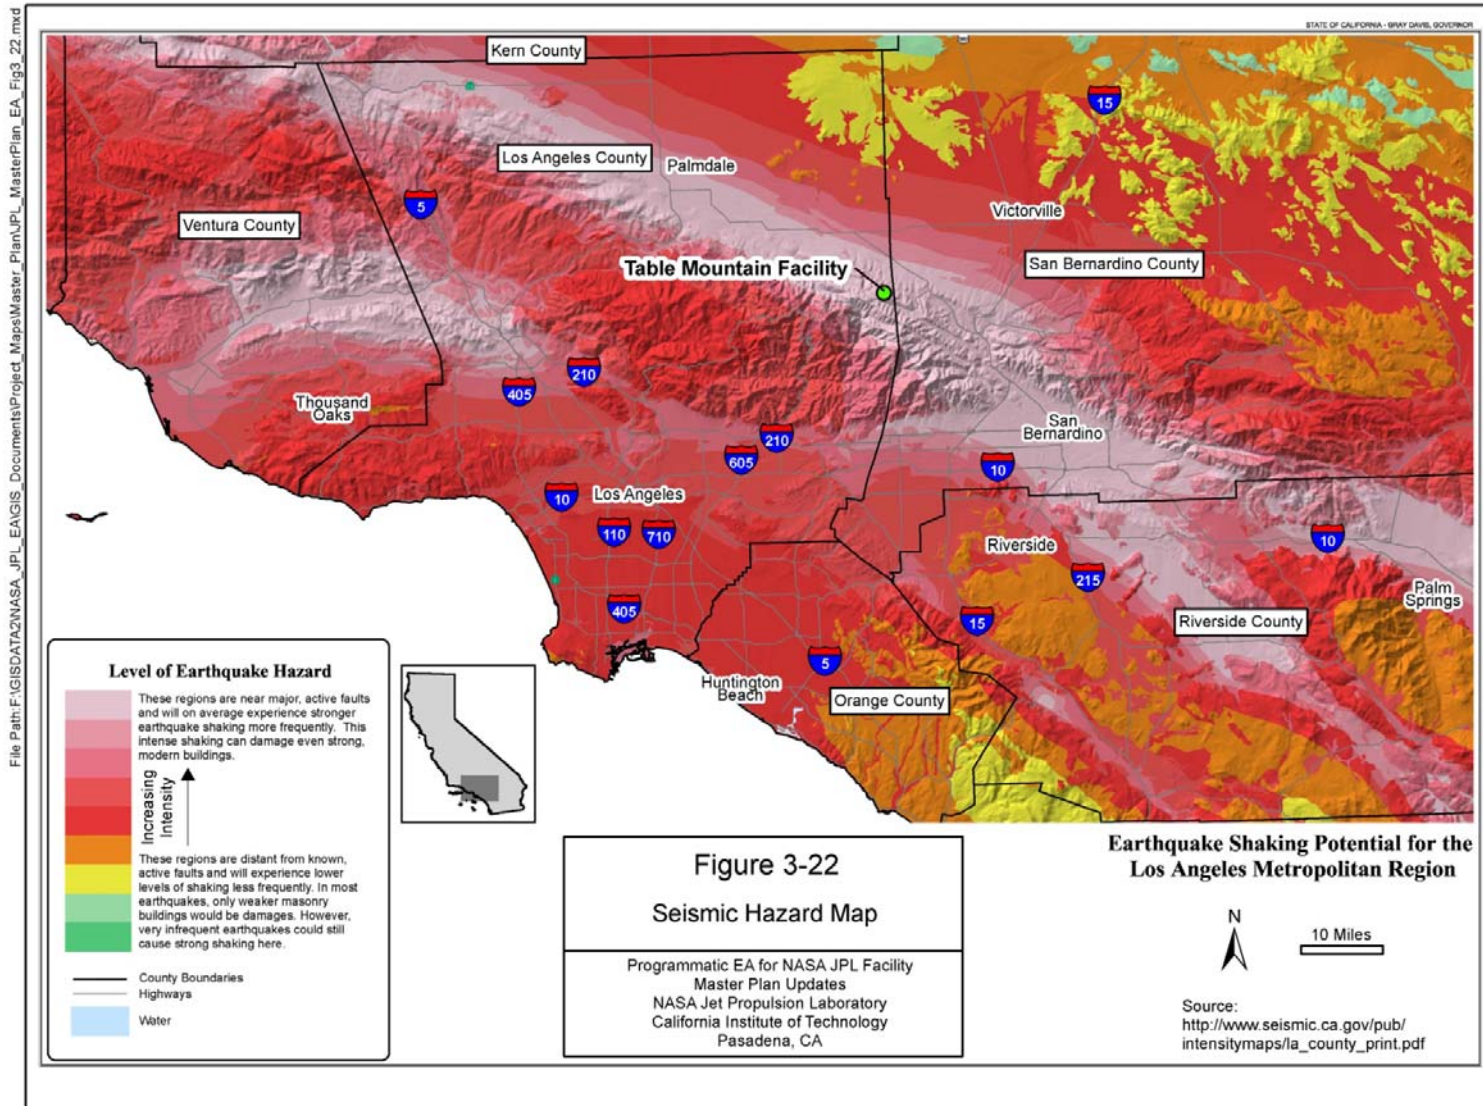 File Path: F:\GISDATA2\NASA_JPL_EA\GIS_Documents\Project_Maps\Master_Plan\JPL_MasterPlan_EA_Fig3_22.mxd
STATE OF CALIFORNIA - GRAY DAVIS, GOVERNOR
Kern County
15
Los Angeles County
Palmdale
5
Ventura County
Victorville
San Bernardino County
Table Mountain Facility
210
405
Thousand
Oaks
San
Bernardino
210
605
10
10
Los Angeles
110
710
10
Riverside
215
Palm
Springs
405
15
Riverside County
5
Huntington
Beach
Orange County
Level of Earthquake Hazard
These regions are near major, active faults
and will on average experience stronger
earthquake shaking more frequently. This
intense shaking can damage even strong,
modern buildings.
Increasing
Intensity
These regions are distant from known,
active faults and will experience lower
levels of shaking less frequently. In most
earthquakes, only weaker masonry
buildings would be damages. However,
very infrequent earthquakes could still
cause strong shaking here.
County Boundaries
Highways
Water
Figure 3-22
Seismic Hazard Map
Programmatic EA for NASA JPL Facility
Master Plan Updates
NASA Jet Propulsion Laboratory
California Institute of Technology
Pasadena, CA
Earthquake Shaking Potential for the
Los Angeles Metropolitan Region
N
10 Miles
Source:
http://www.seismic.ca.gov/pub/
intensitymaps/la_county_print.pdf